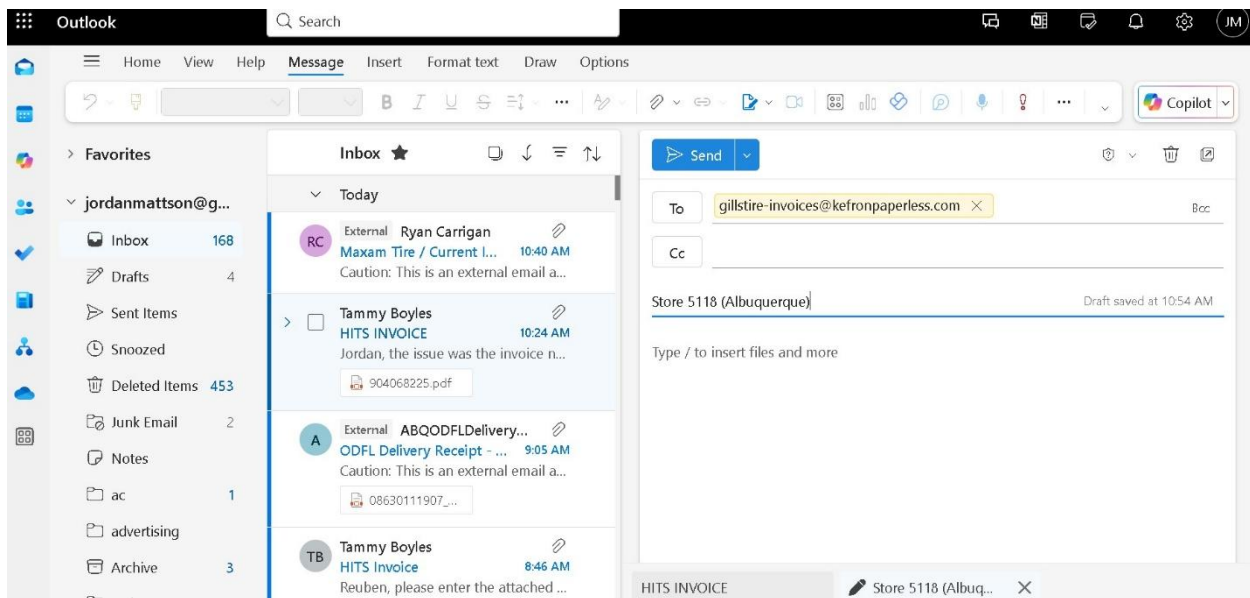 Outlook
Search
JM
Home View Help Message Insert Format text Draw Options
B I U S
Copilot
Favorites
jordanmattson@g...
Inbox 168
Drafts 4
Sent Items
Snoozed
Deleted Items 453
Junk Email 2
Notes
ac 1
advertising
Archive 3
Inbox
Today
RC
External Ryan Carrigan
Maxam Tire / Current I... 10:40 AM
Caution: This is an external email a...
Tammy Boyles
HITS INVOICE 10:24 AM
Jordan, the issue was the invoice n...
904068225.pdf
A
External ABQODFLDelivery...
ODFL Delivery Receipt - ... 9:05 AM
Caution: This is an external email a...
08630111907_...
TB
Tammy Boyles
HITS Invoice 8:46 AM
Reuben, please enter the attached ...
Send
To gillstire-invoices@kefronpaperless.com Bcc
Cc
Store 5118 (Albuquerque) Draft saved at 10:54 AM
Type / to insert files and more
HITS INVOICE Store 5118 (Albuq...